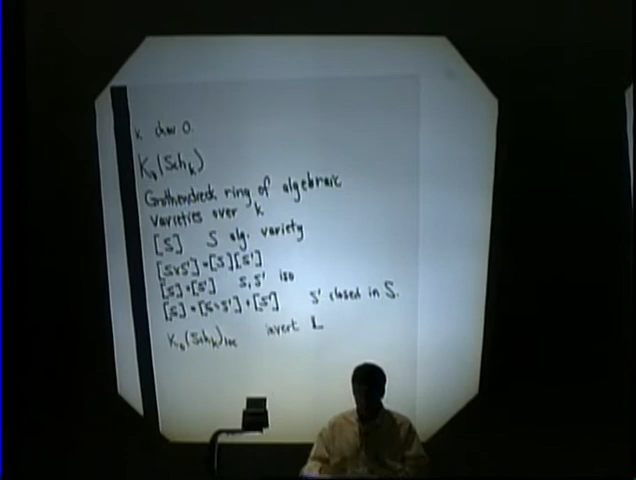 k char 0.
K₀(Schₖ)
Grothendieck ring of algebraic
varieties over k
[S] S alg. variety
[S×S'] = [S][S']
[S] = [S'] S, S' iso
[S] = [S\S'] + [S'] S' closed in S.
K₀(Schₖ)loc invert L